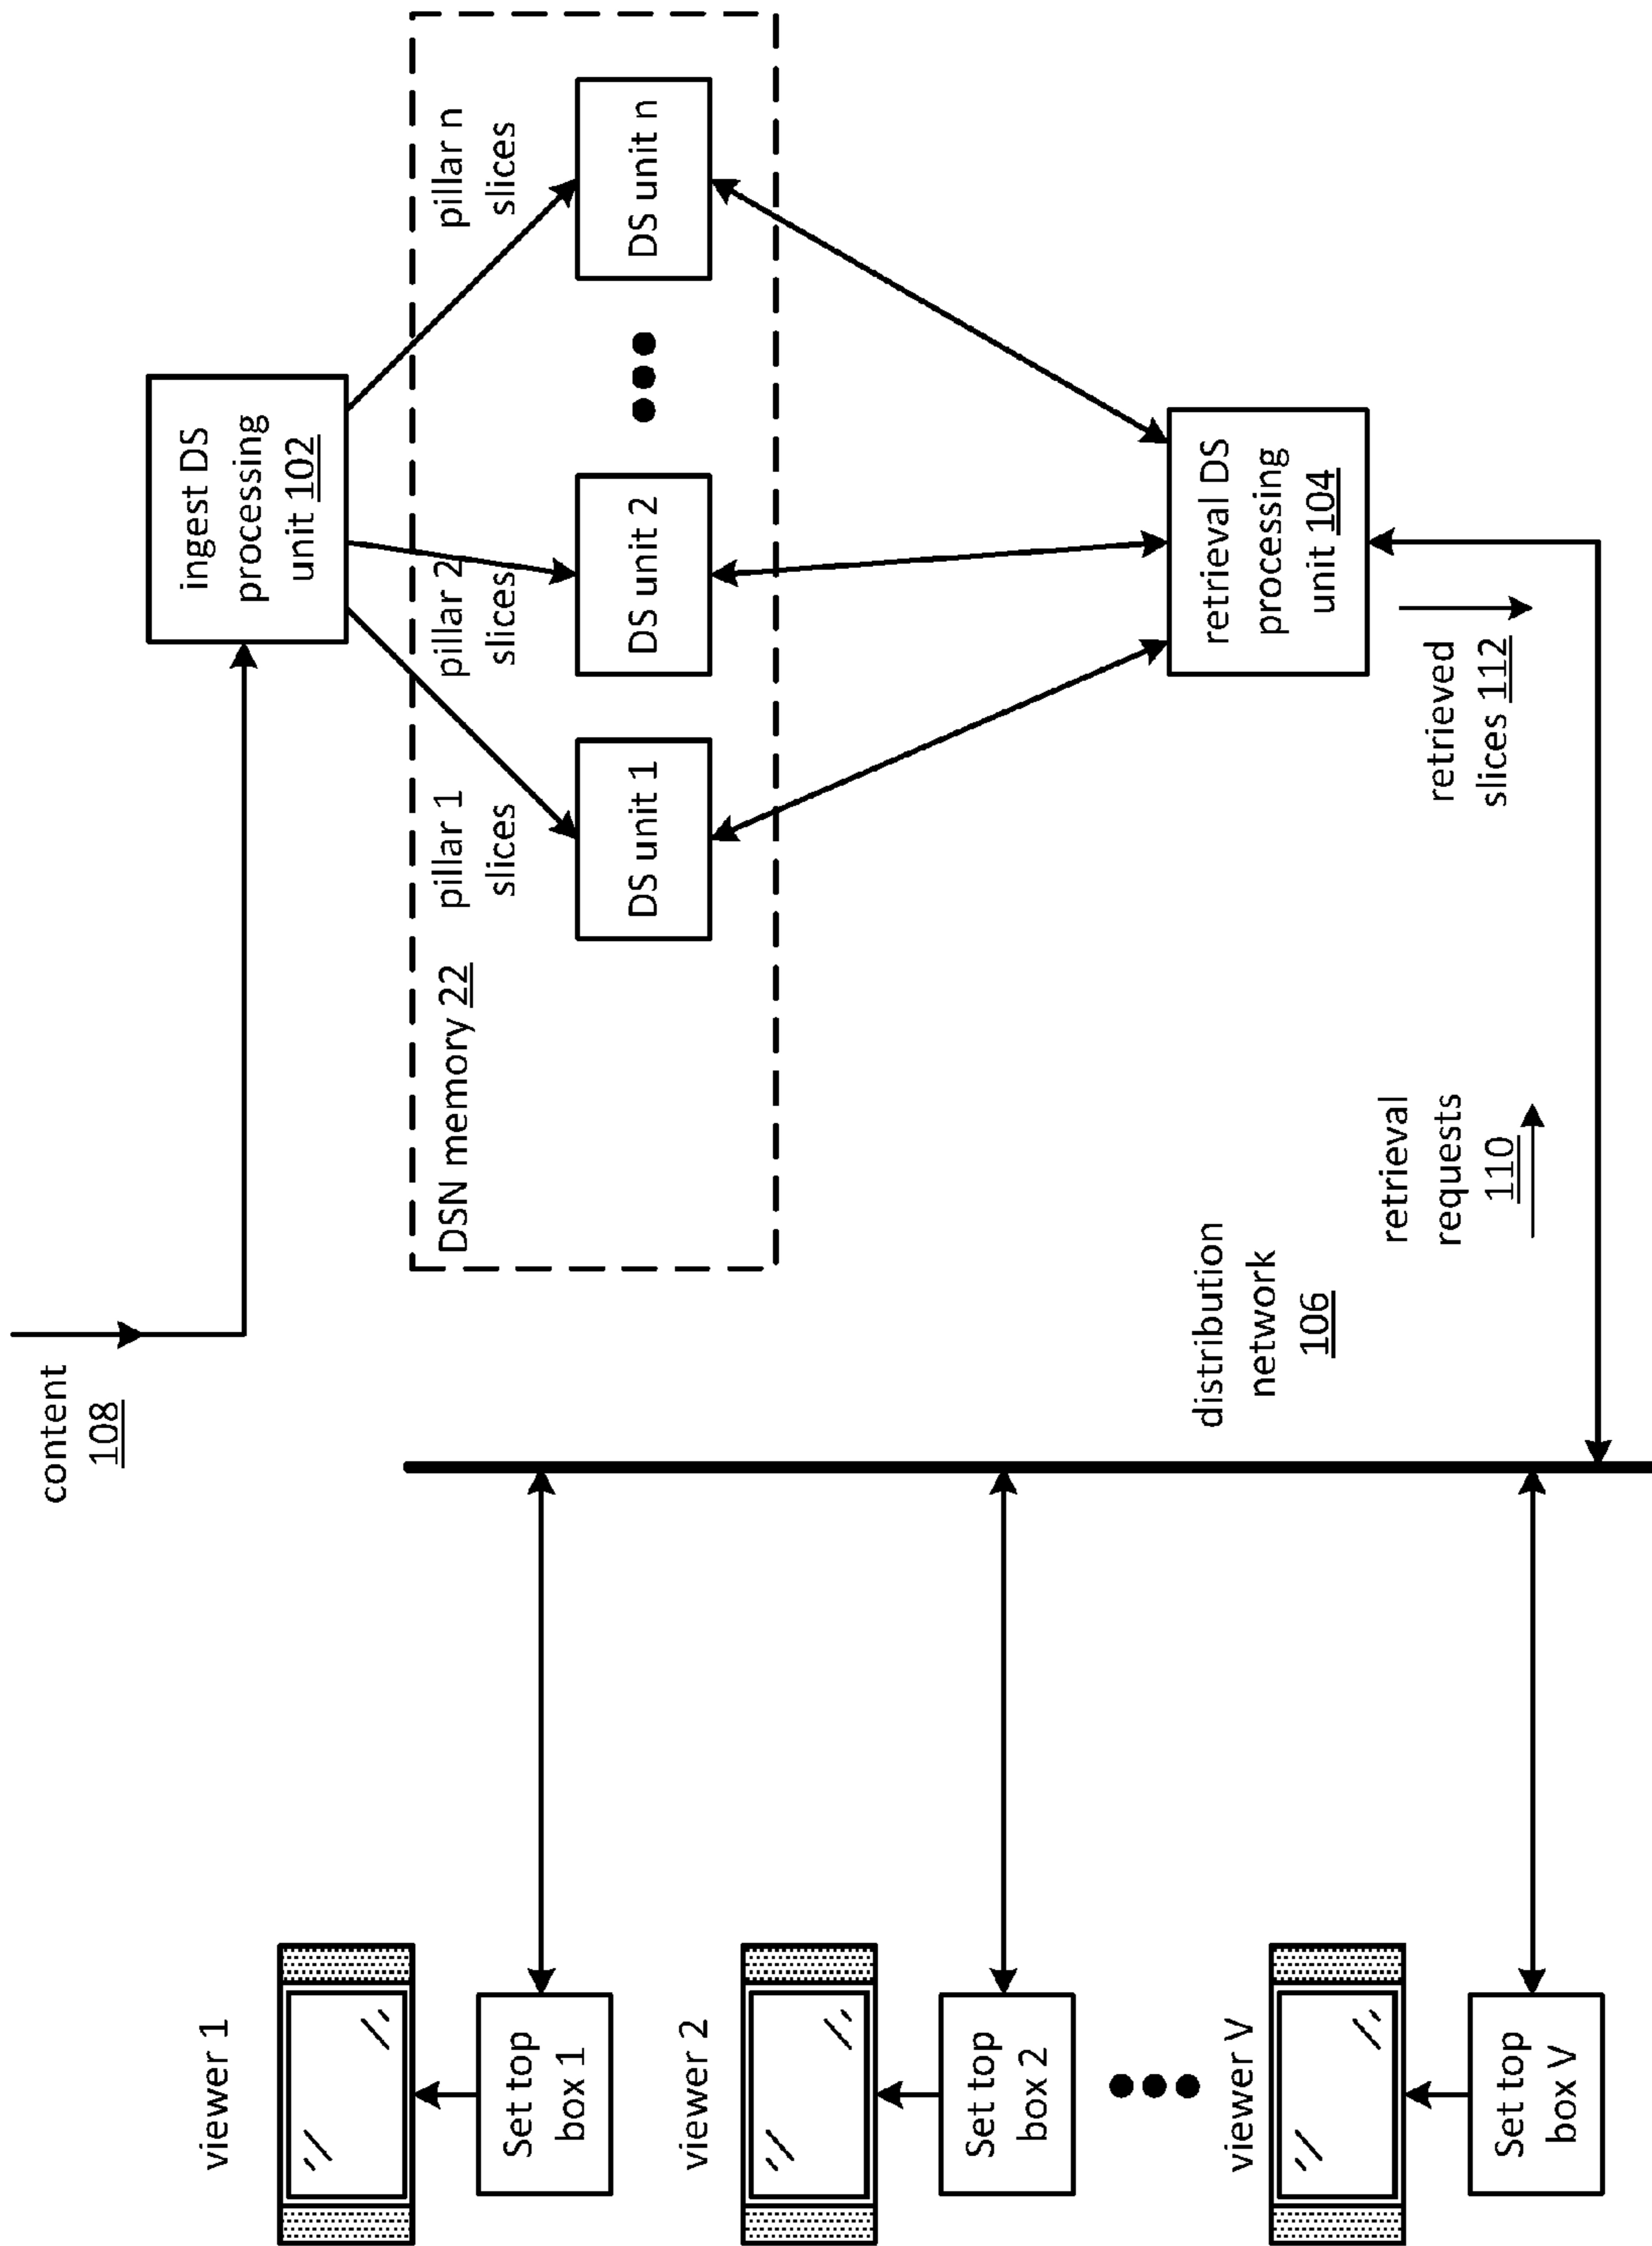 content
108
ingest DS
processing
unit 102
DSN memory 22
pillar 1
slices
pillar 2
slices
pillar n
slices
DS unit 1
DS unit 2
DS unit n
viewer 1
Set top
box 1
viewer 2
Set top
box 2
viewer V
Set top
box V
distribution
network
106
retrieval DS
processing
unit 104
retrieval
requests
110
retrieved
slices 112